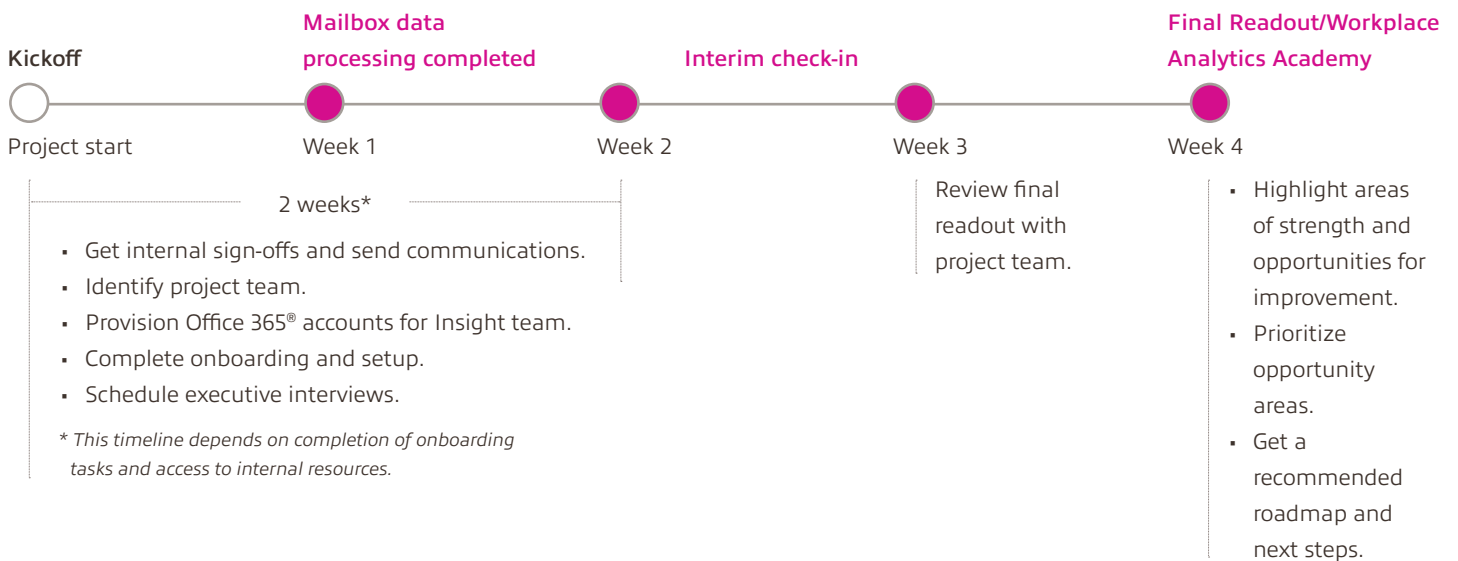 Kickoff
Mailbox data
processing completed
Interim check-in
Final Readout/Workplace
Analytics Academy
Project start
Week 1
Week 2
Week 3
Week 4
2 weeks*
▪ Get internal sign-offs and send communications.
▪ Identify project team.
▪ Provision Office 365® accounts for Insight team.
▪ Complete onboarding and setup.
▪ Schedule executive interviews.
* This timeline depends on completion of onboarding
tasks and access to internal resources.
Review final
readout with
project team.
▪ Highlight areas
of strength and
opportunities for
improvement.
▪ Prioritize
opportunity
areas.
▪ Get a
recommended
roadmap and
next steps.